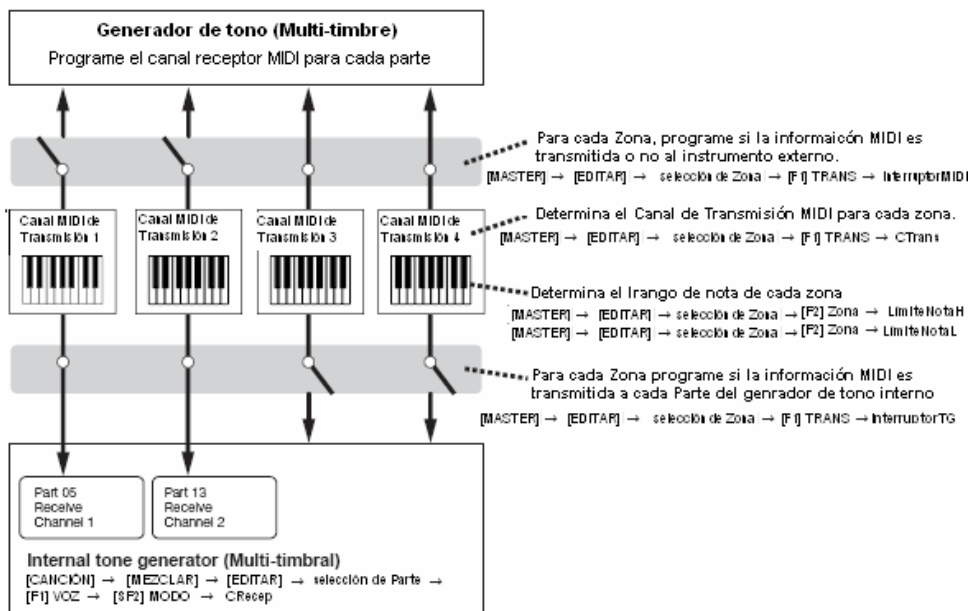 Generador de tono (Multi-timbre)
Programe el canal receptor MIDI para cada parte
Para cada Zona, programe si la informaicón MIDI es
transmitida o no al instrumento externo.
[MASTER] → [EDITAR] → selección de Zona → [F1] TRANS → InterruptorMIDI
Canal MIDI de
Transmisión 1
Canal MIDI de
Transmisión 2
Canal MIDI de
Transmisión 3
Canal MIDI de
Transmisión 4
Determina el Canal de Transmisión MIDI para cada zona.
[MASTER] → [EDITAR] → selección de Zona → [F1] TRANS → CTrans
Determina el lrango de nota de cada zona
[MASTER] → [EDITAR] → selección de Zona → [F2] Zona → LímiteNotaH
[MASTER] → [EDITAR] → selección de Zona → [F2] Zona → LímiteNotaL
Para cada Zona programe si la información MIDI es
transmitida a cada Parte del genrador de tono interno
[MASTER] → [EDITAR] → selección de Zona → [F1] TRANS → InterruptorTG
Part 05
Receive
Channel 1
Part 13
Receive
Channel 2
Internal tone generator (Multi-timbral)
[CANCIÓN] → [MEZCLAR] → [EDITAR] → selección de Parte →
[F1] VOZ → [SF2] MODO → CRecep